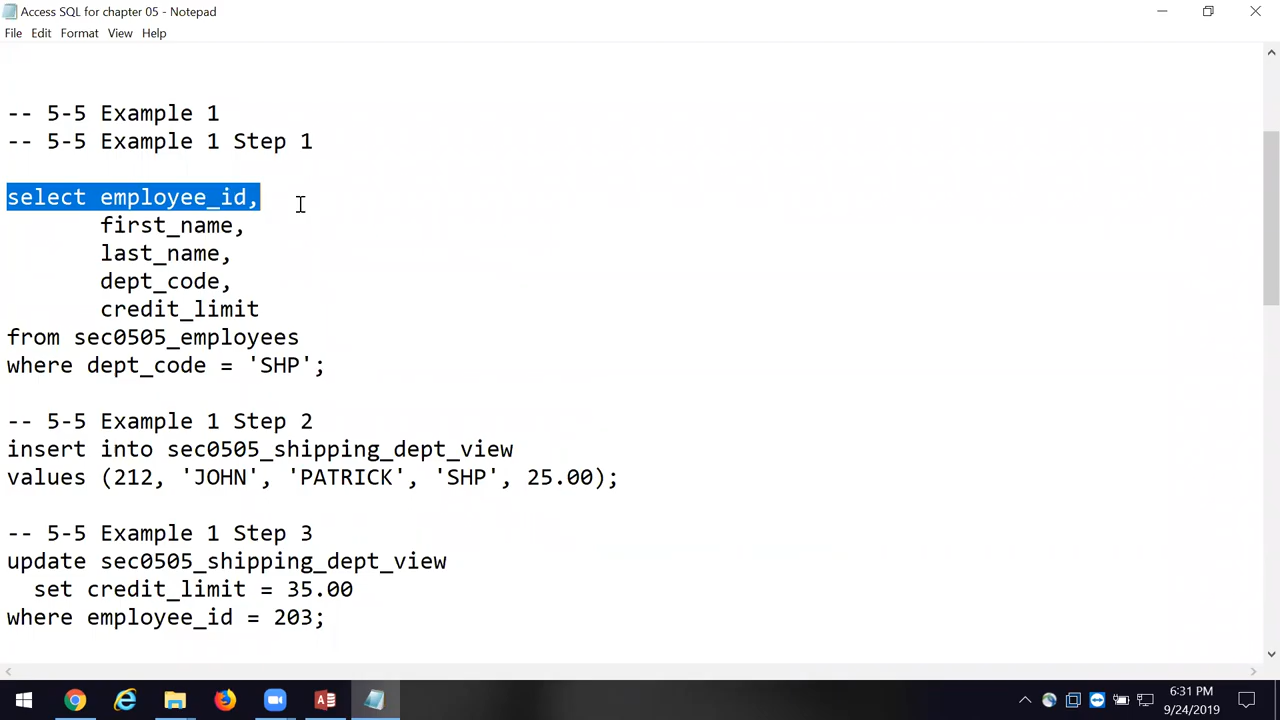 Access SQL for chapter 05 - Notepad
File Edit Format View Help
-- 5-5 Example 1
-- 5-5 Example 1 Step 1
select employee_id,
first_name,
last_name,
dept_code,
credit_limit
from sec0505_employees
where dept_code = 'SHP';
-- 5-5 Example 1 Step 2
insert into sec0505_shipping_dept_view
values (212, 'JOHN', 'PATRICK', 'SHP', 25.00);
-- 5-5 Example 1 Step 3
update sec0505_shipping_dept_view
set credit_limit = 35.00
where employee_id = 203;
6:31 PM
9/24/2019